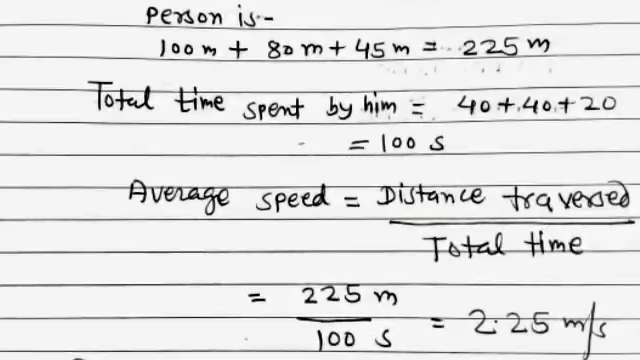 Person is:-
100 m + 80 m + 45 m = 225 m
Total time spent by him = 40 + 40 + 20
= 100 s
Average speed = Distance traversed
Total time
= 225 m
100 s
= 2.25 m/s